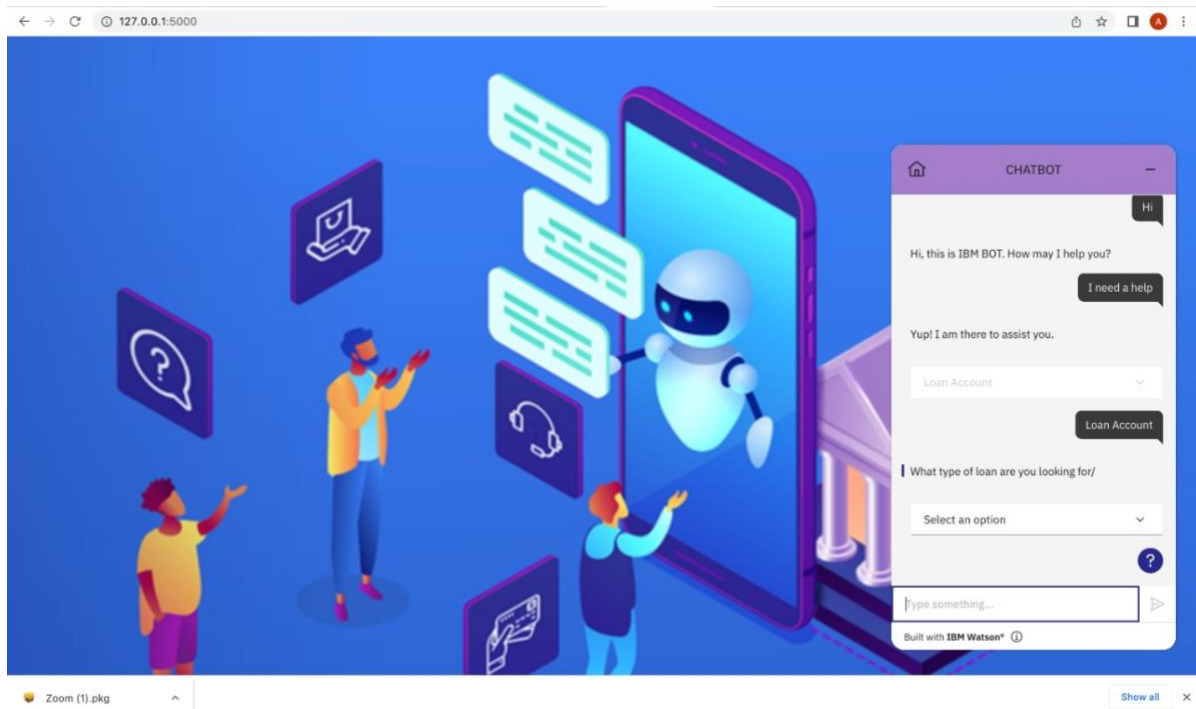 127.0.0.1:5000
A
CHATBOT
Hi
Hi, this is IBM BOT. How may I help you?
I need a help
Yup! I am there to assist you.
Loan Account
Loan Account
What type of loan are you looking for/
Select an option
?
?
Type something...
Built with IBM Watson®
Zoom (1).pkg
Show all